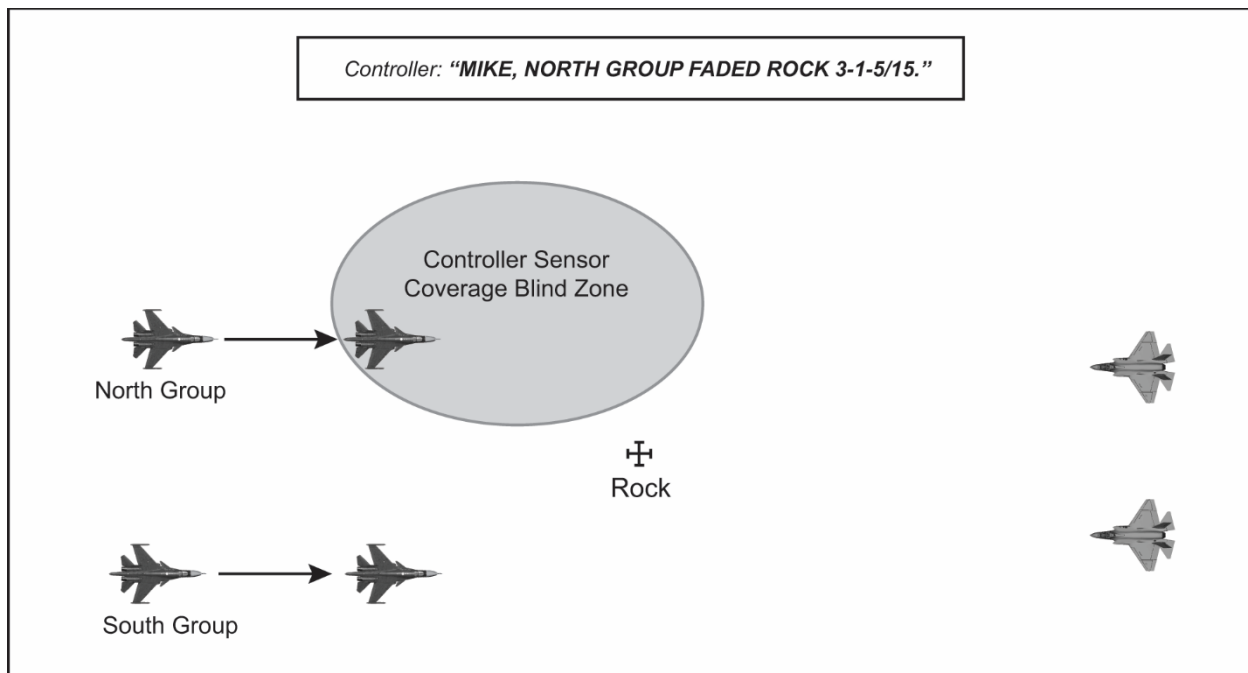 Controller: “MIKE, NORTH GROUP FADED ROCK 3-1-5/15.”
Controller Sensor
Coverage Blind Zone
North Group
Rock
South Group